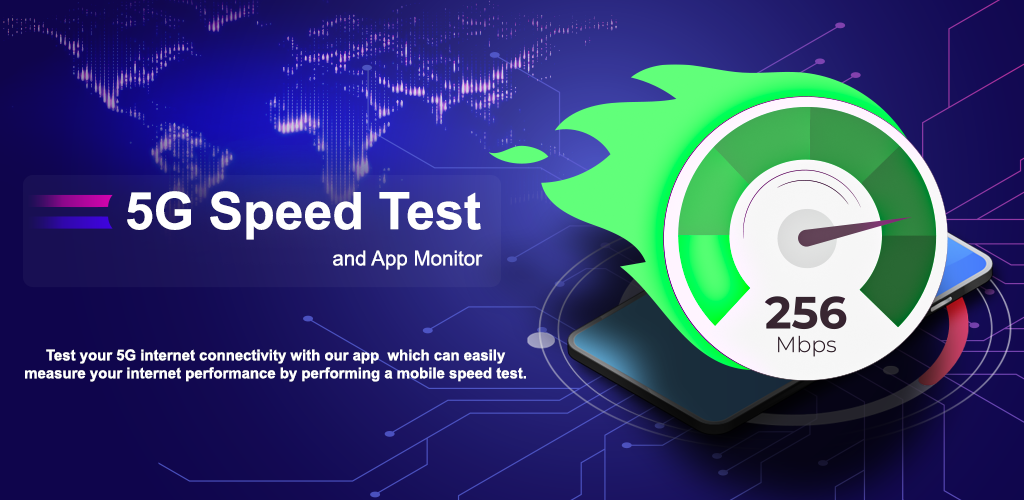 5G Speed Test
and App Monitor
Test your 5G internet connectivity with our app  which can easily
measure your internet performance by performing a mobile speed test.
256
Mbps